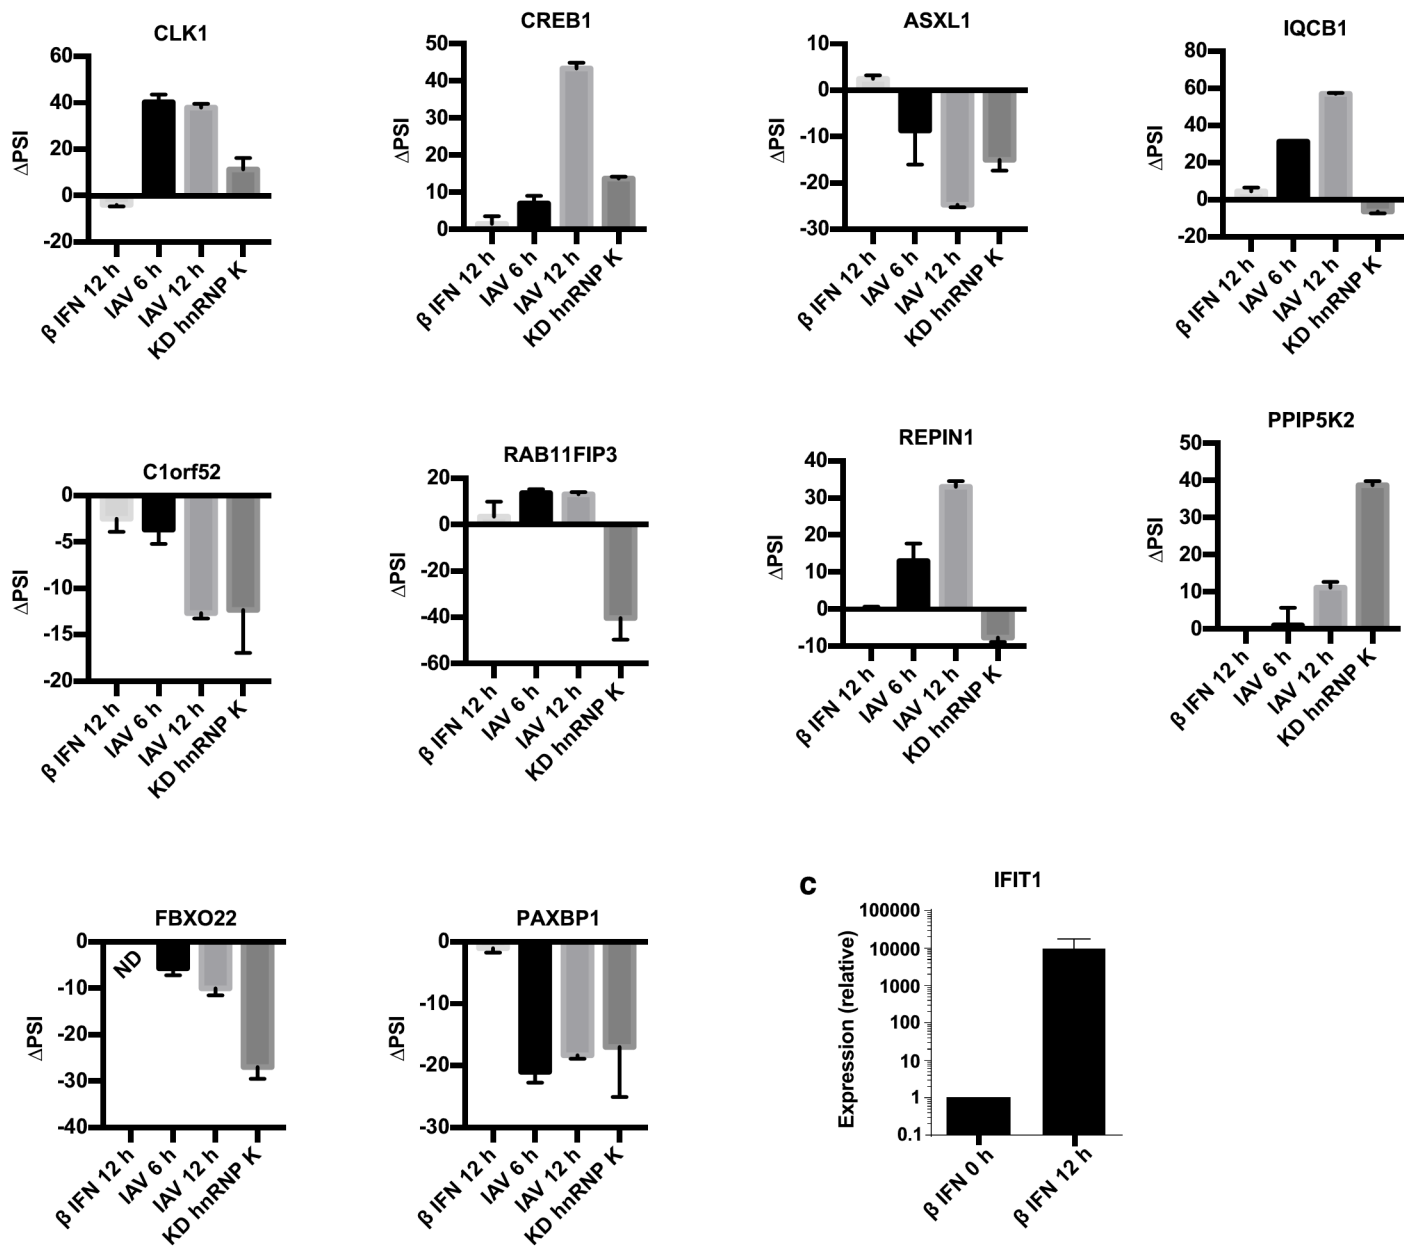 CLK1
60
40
20
0
-20
ΔPSI
β IFN 12 h
IAV 6 h
IAV 12 h
KD hnRNP K
CREB1
50
40
30
20
10
0
ΔPSI
β IFN 12 h
IAV 6 h
IAV 12 h
KD hnRNP K
ASXL1
10
0
-10
-20
-30
ΔPSI
β IFN 12 h
IAV 6 h
IAV 12 h
KD hnRNP K
IQCB1
80
60
40
20
0
-20
ΔPSI
β IFN 12 h
IAV 6 h
IAV 12 h
KD hnRNP K
C1orf52
0
-5
-10
-15
-20
ΔPSI
β IFN 12 h
IAV 6 h
IAV 12 h
KD hnRNP K
RAB11FIP3
20
0
-20
-40
-60
ΔPSI
β IFN 12 h
IAV 6 h
IAV 12 h
KD hnRNP K
REPIN1
40
30
20
10
0
-10
ΔPSI
β IFN 12 h
IAV 6 h
IAV 12 h
KD hnRNP K
PPIP5K2
50
40
30
20
10
0
ΔPSI
β IFN 12 h
IAV 6 h
IAV 12 h
KD hnRNP K
FBXO22
0
-10
-20
-30
-40
ΔPSI
ND
β IFN 12 h
IAV 6 h
IAV 12 h
KD hnRNP K
PAXBP1
0
-10
-20
-30
ΔPSI
β IFN 12 h
IAV 6 h
IAV 12 h
KD hnRNP K
c
IFIT1
100000
10000
1000
100
10
1
0.1
Expression (relative)
β IFN 0 h
β IFN 12 h